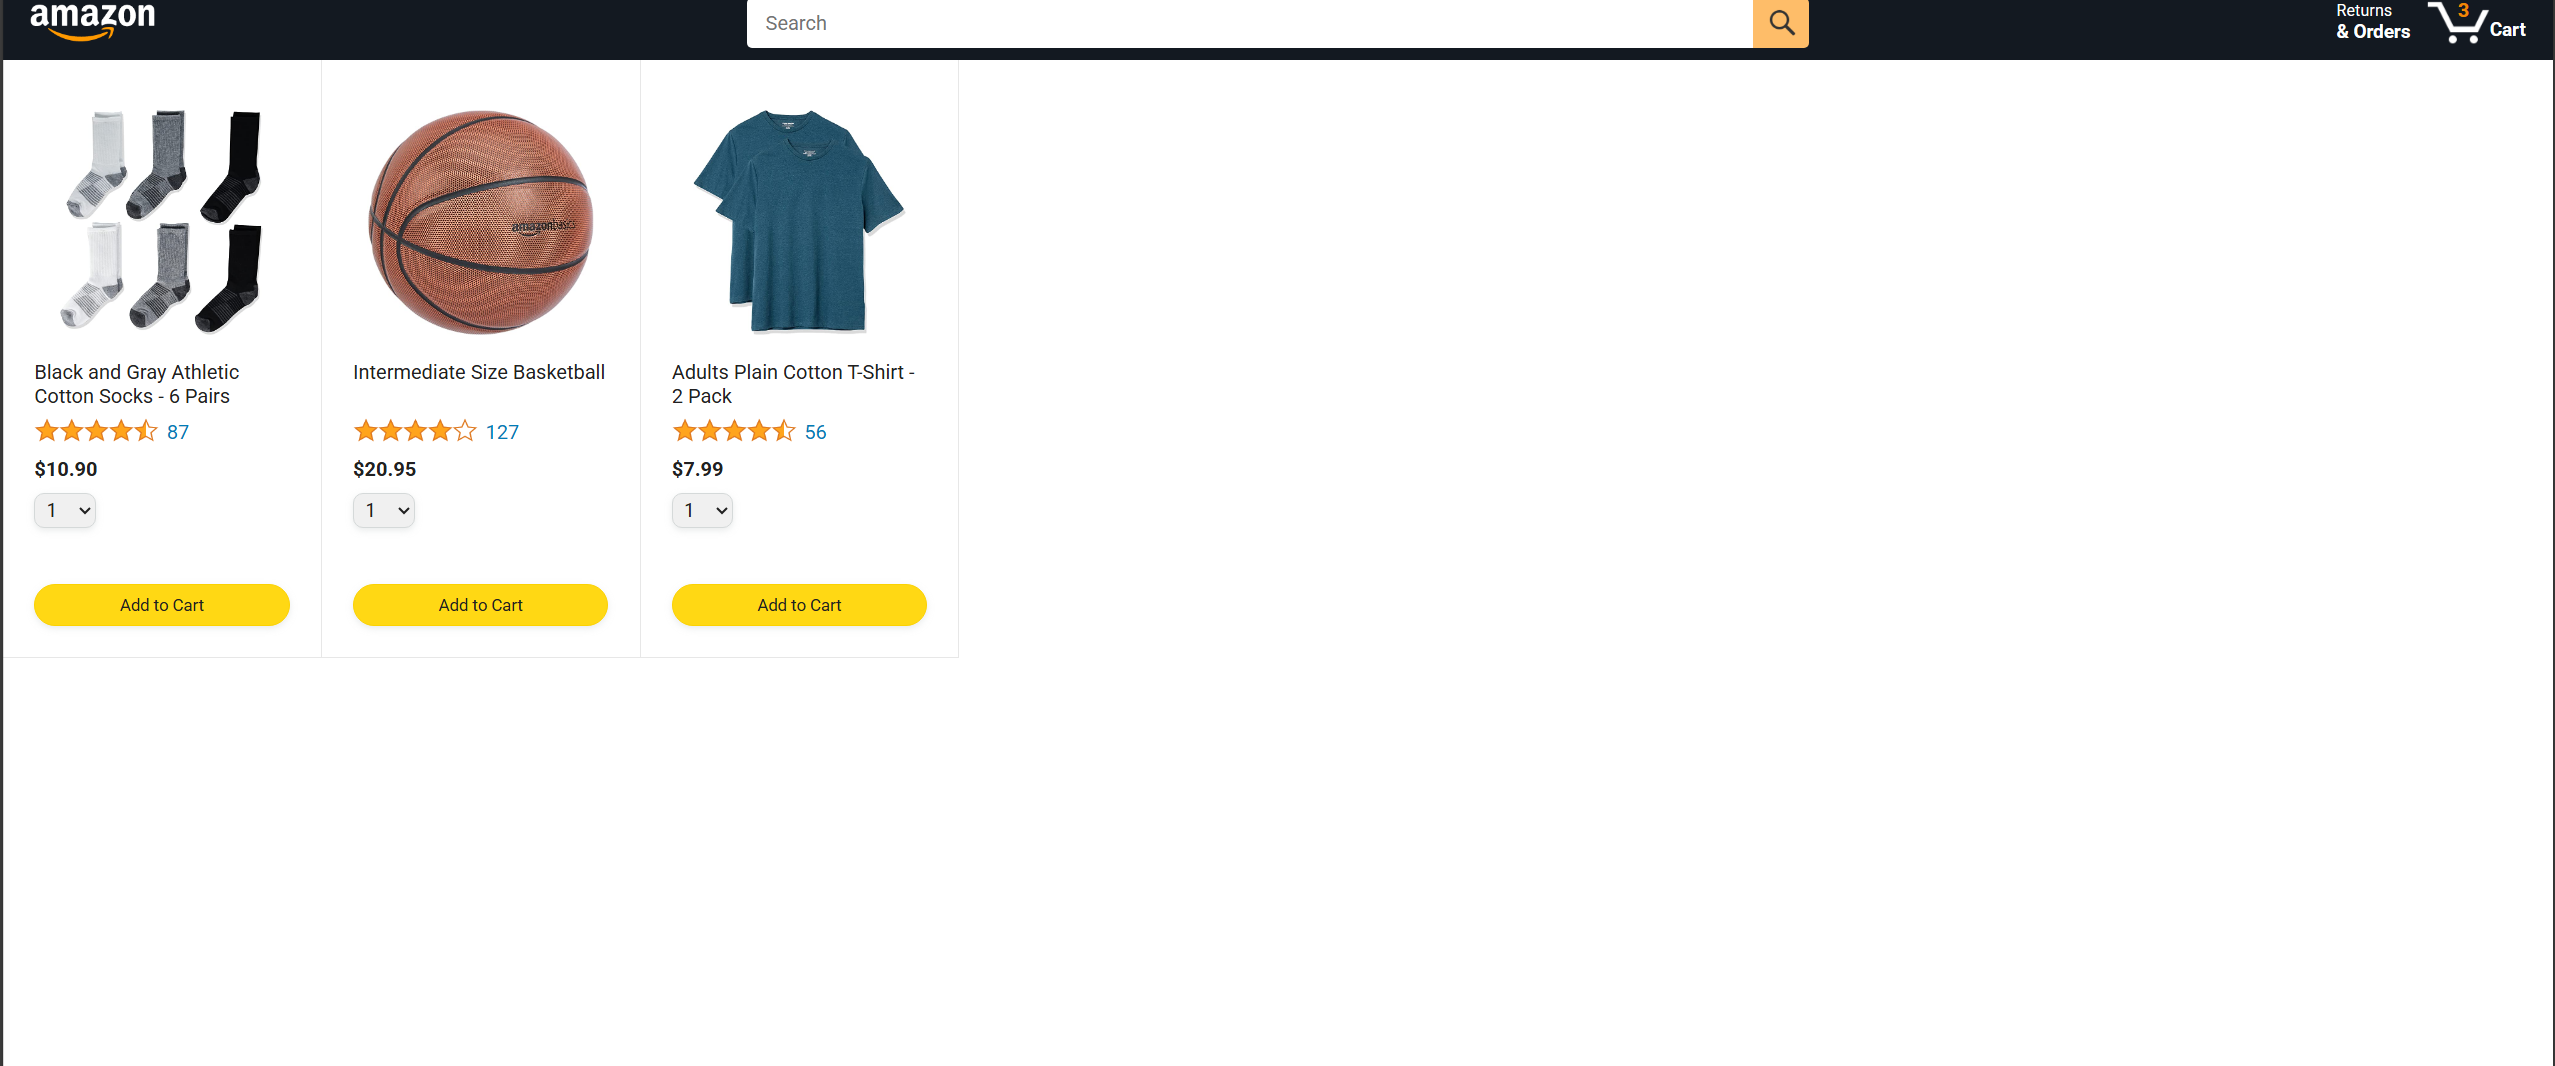 amazon
Search
Returns
& Orders
3
Cart
amazonbasics
Black and Gray Athletic
Cotton Socks - 6 Pairs
87
$10.90
1
Add to Cart
Intermediate Size Basketball
127
$20.95
1
Add to Cart
Adults Plain Cotton T-Shirt -
2 Pack
56
$7.99
1
Add to Cart